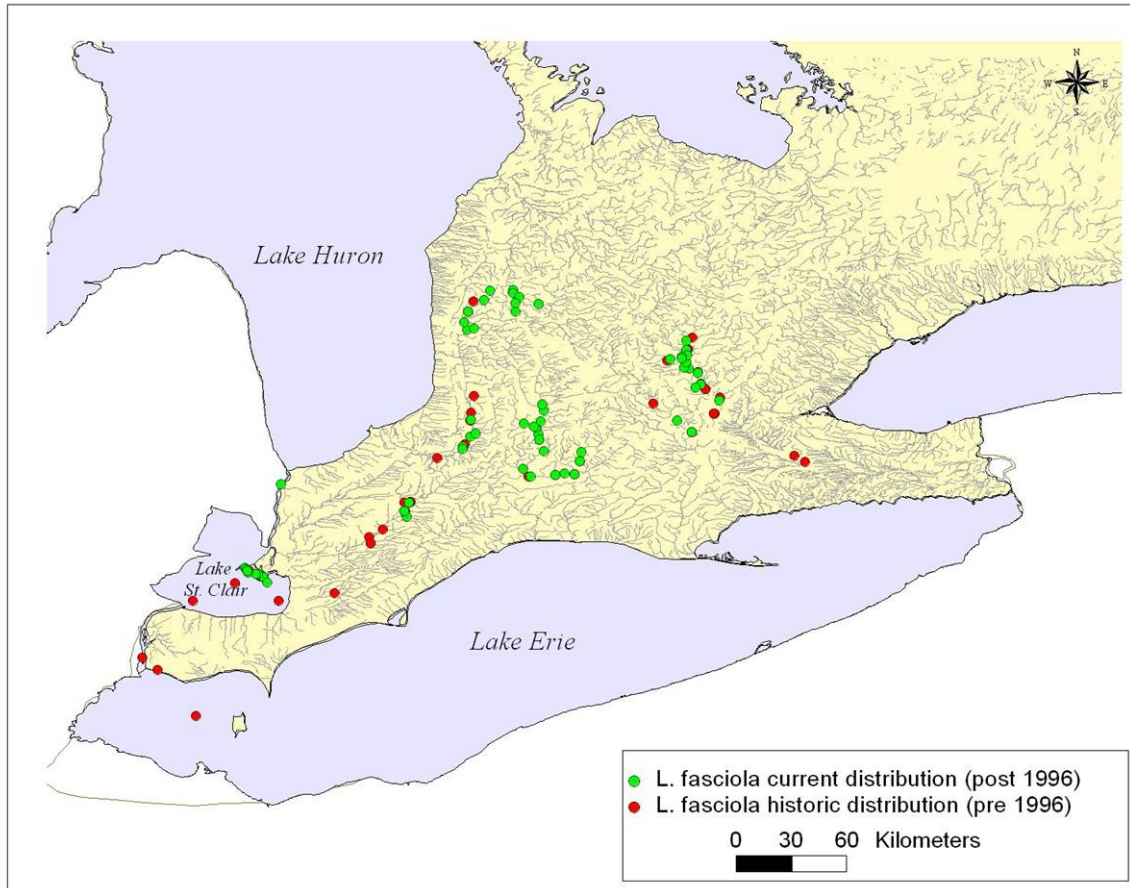 N
W E
S
Lake Huron
Lake
St. Clair
Lake Erie
L. fasciola current distribution (post 1996)
L. fasciola historic distribution (pre 1996)
0 30 60 Kilometers